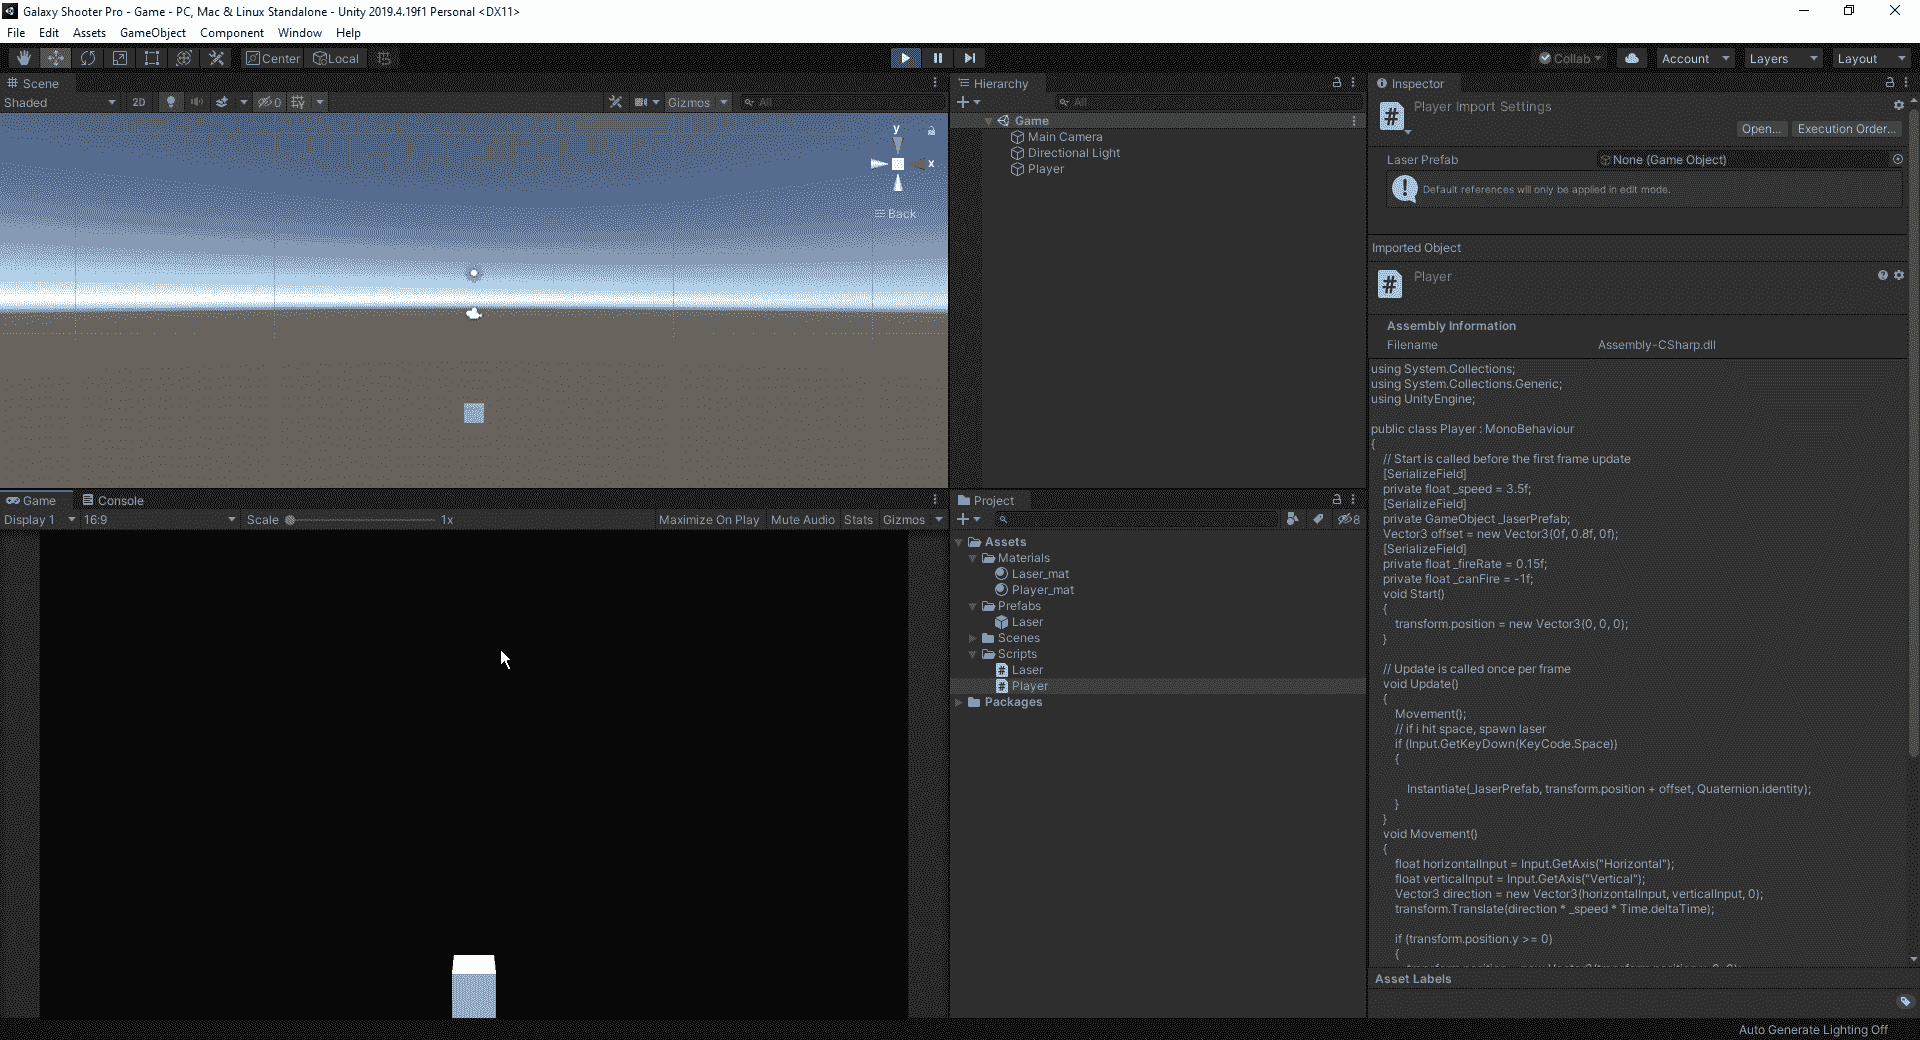 Galaxy Shooter Pro - Game - PC, Mac & Linux Standalone - Unity 2019.4.19f1 Personal <DX11>
File Edit Assets GameObject Component Window Help
Center Local Collab Account Layers Layout
Scene
Shaded 2D 0 Gizmos All
y
x
Back
Hierarchy
All
Game
Main Camera
Directional Light
Player
Game Console
Display 1 16:9 Scale 1x Maximize On Play Mute Audio Stats Gizmos
Project
8
Assets
Materials
Laser_mat
Player_mat
Prefabs
Laser
Scenes
Scripts
Laser
Player
Packages
Inspector
Player Import Settings
Open... Execution Order...
Laser Prefab None (Game Object)
Default references will only be applied in edit mode.
Imported Object
Player
Assembly Information
Filename Assembly-CSharp.dll
using System.Collections;
using System.Collections.Generic;
using UnityEngine;
public class Player : MonoBehaviour
{
// Start is called before the first frame update
[SerializeField]
private float _speed = 3.5f;
[SerializeField]
private GameObject _laserPrefab;
Vector3 offset = new Vector3(0f, 0.8f, 0f);
[SerializeField]
private float _fireRate = 0.15f;
private float _canFire = -1f;
void Start()
{
transform.position = new Vector3(0, 0, 0);
}
// Update is called once per frame
void Update()
{
Movement();
// if i hit space, spawn laser
if (Input.GetKeyDown(KeyCode.Space))
{
Instantiate(_laserPrefab, transform.position + offset, Quaternion.identity);
}
}
void Movement()
{
float horizontalInput = Input.GetAxis("Horizontal");
float verticalInput = Input.GetAxis("Vertical");
Vector3 direction = new Vector3(horizontalInput, verticalInput, 0);
transform.Translate(direction * _speed * Time.deltaTime);
if (transform.position.y >= 0)
{
Asset Labels
Auto Generate Lighting Off